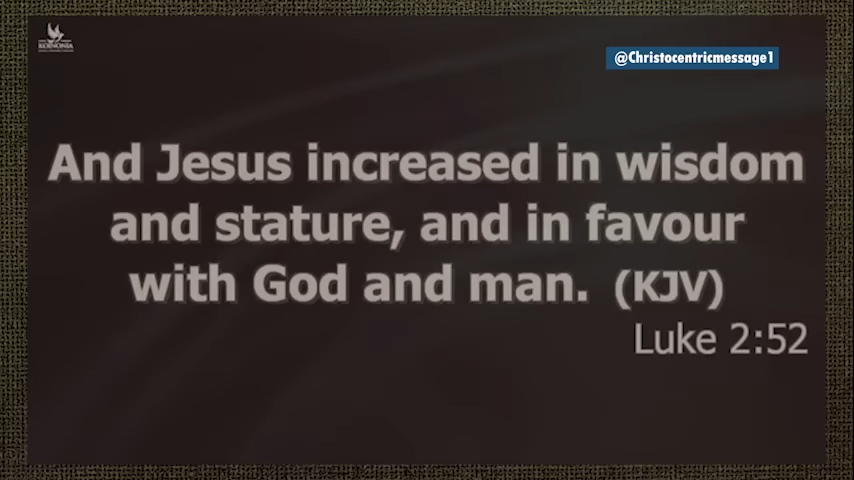 KOINONIA
@Christocentricmessage1
And Jesus increased in wisdom
and stature, and in favour
with God and man. (KJV)
Luke 2:52